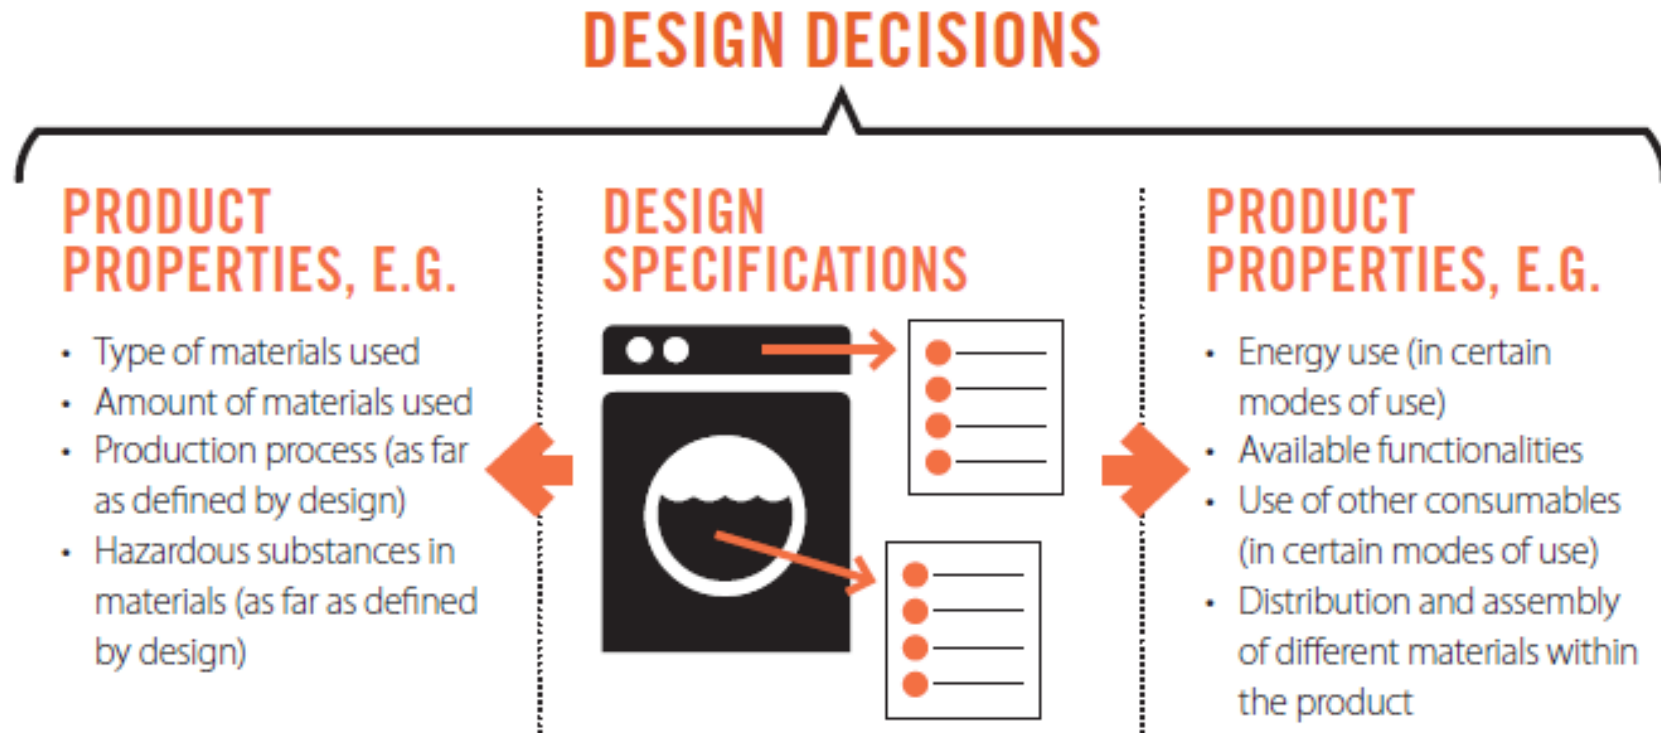 DESIGN DECISIONS
PRODUCT
PROPERTIES, E.G.
• Type of materials used
• Amount of materials used
• Production process (as far
as defined by design)
• Hazardous substances in
materials (as far as defined
by design)
DESIGN
SPECIFICATIONS
PRODUCT
PROPERTIES, E.G.
• Energy use (in certain
modes of use)
• Available functionalities
• Use of other consumables
(in certain modes of use)
• Distribution and assembly
of different materials within
the product